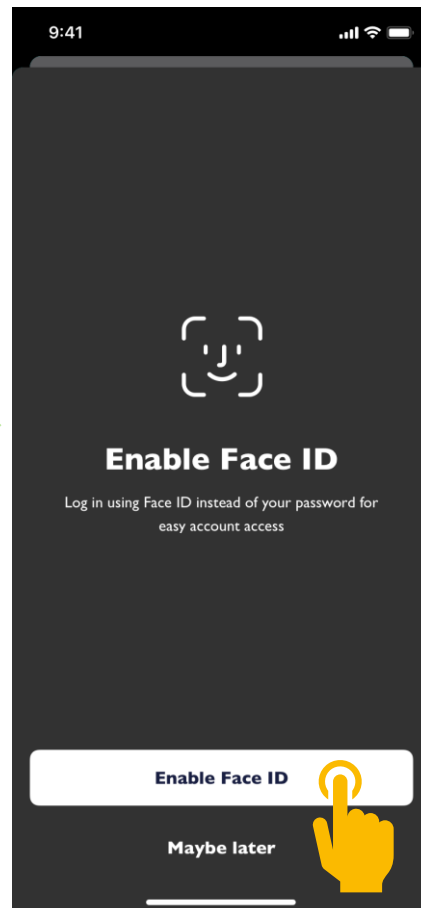 9:41
Enable Face ID
Log in using Face ID instead of your password for
easy account access
Enable Face ID
Maybe later